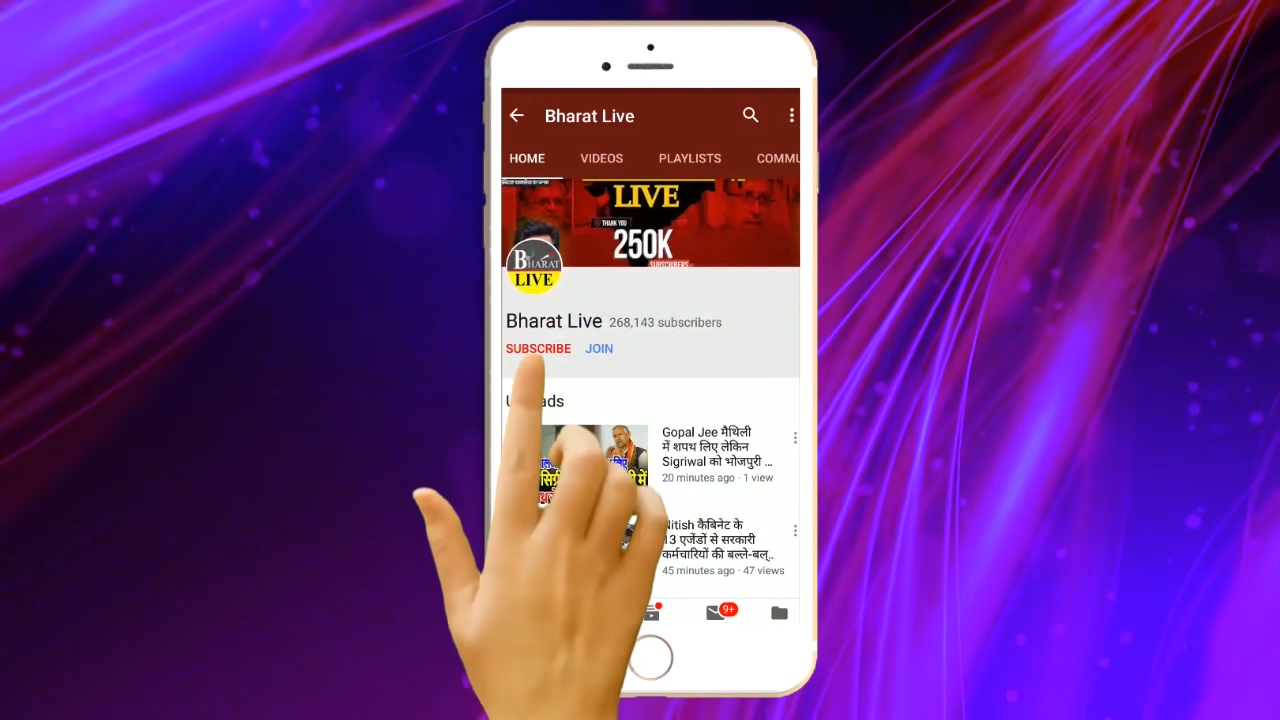 Bharat Live
HOME VIDEOS PLAYLISTS COMMU
LIVE
THANK YOU
250K
SUBSCRIBERS
BHARAT
LIVE
Bharat Live 268,143 subscribers
SUBSCRIBE JOIN
Gopal Jee मैथिली
में शपथ लिए लेकिन
Sigriwal को भोजपुरी ...
20 minutes ago · 1 view
Nitish कैबिनेट के
13 एजेंडों से सरकारी
कर्मचारियों की बल्ले-बल्..
45 minutes ago · 47 views
9+